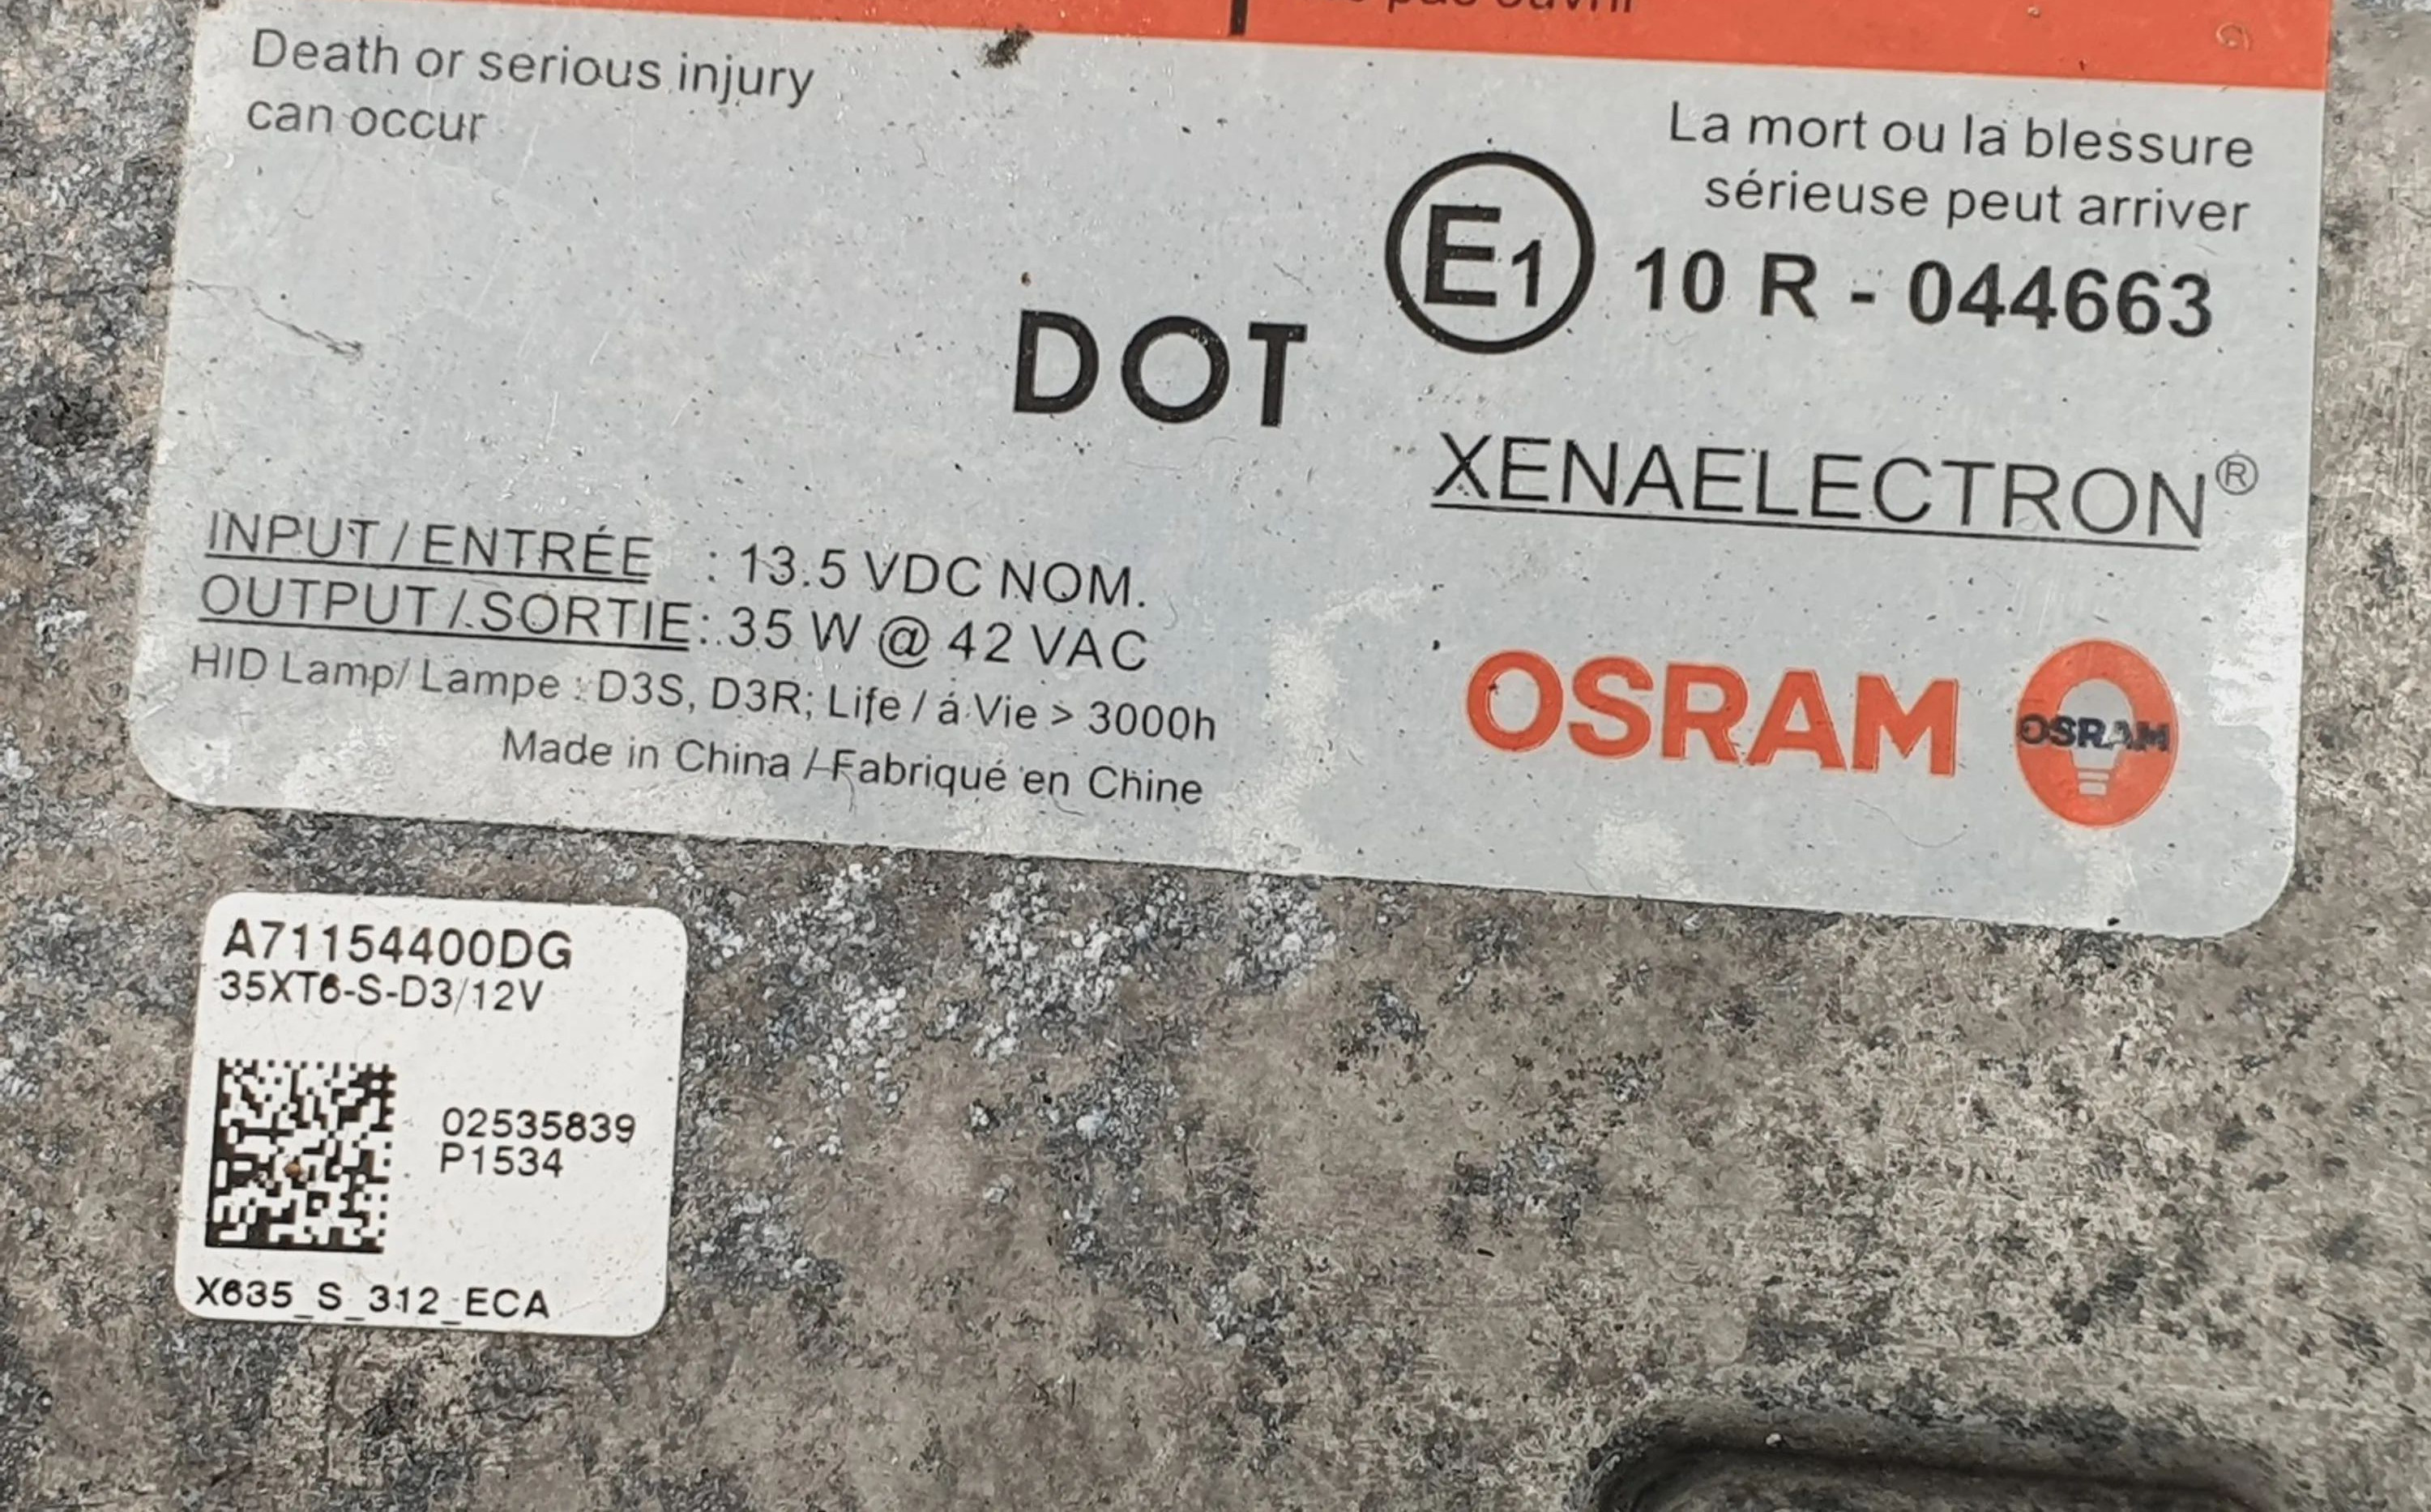 pas ouvrir
Death or serious injury
can occur
La mort ou la blessure
sérieuse peut arriver
E1 10 R - 044663
DOT
XENAELECTRON®
INPUT / ENTRÉE : 13.5 VDC NOM.
OUTPUT / SORTIE: 35 W @ 42 VAC
HID Lamp/ Lampe : D3S, D3R; Life / á Vie > 3000h
Made in China / Fabriqué en Chine
OSRAM OSRAM
A71154400DG
35XT6-S-D3/12V
02535839
P1534
X635_S_312_ECA